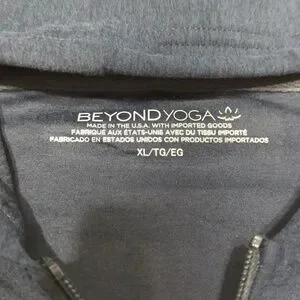 BEYOND YOGA
MADE IN THE U.S.A. WITH IMPORTED GOODS
FABRIQUÉ AUX ÉTATS-UNIS AVEC DU TISSU IMPORTÉ
FABRICADO EN ESTADOS UNIDOS CON PRODUCTOS IMPORTADOS
XL/TG/EG